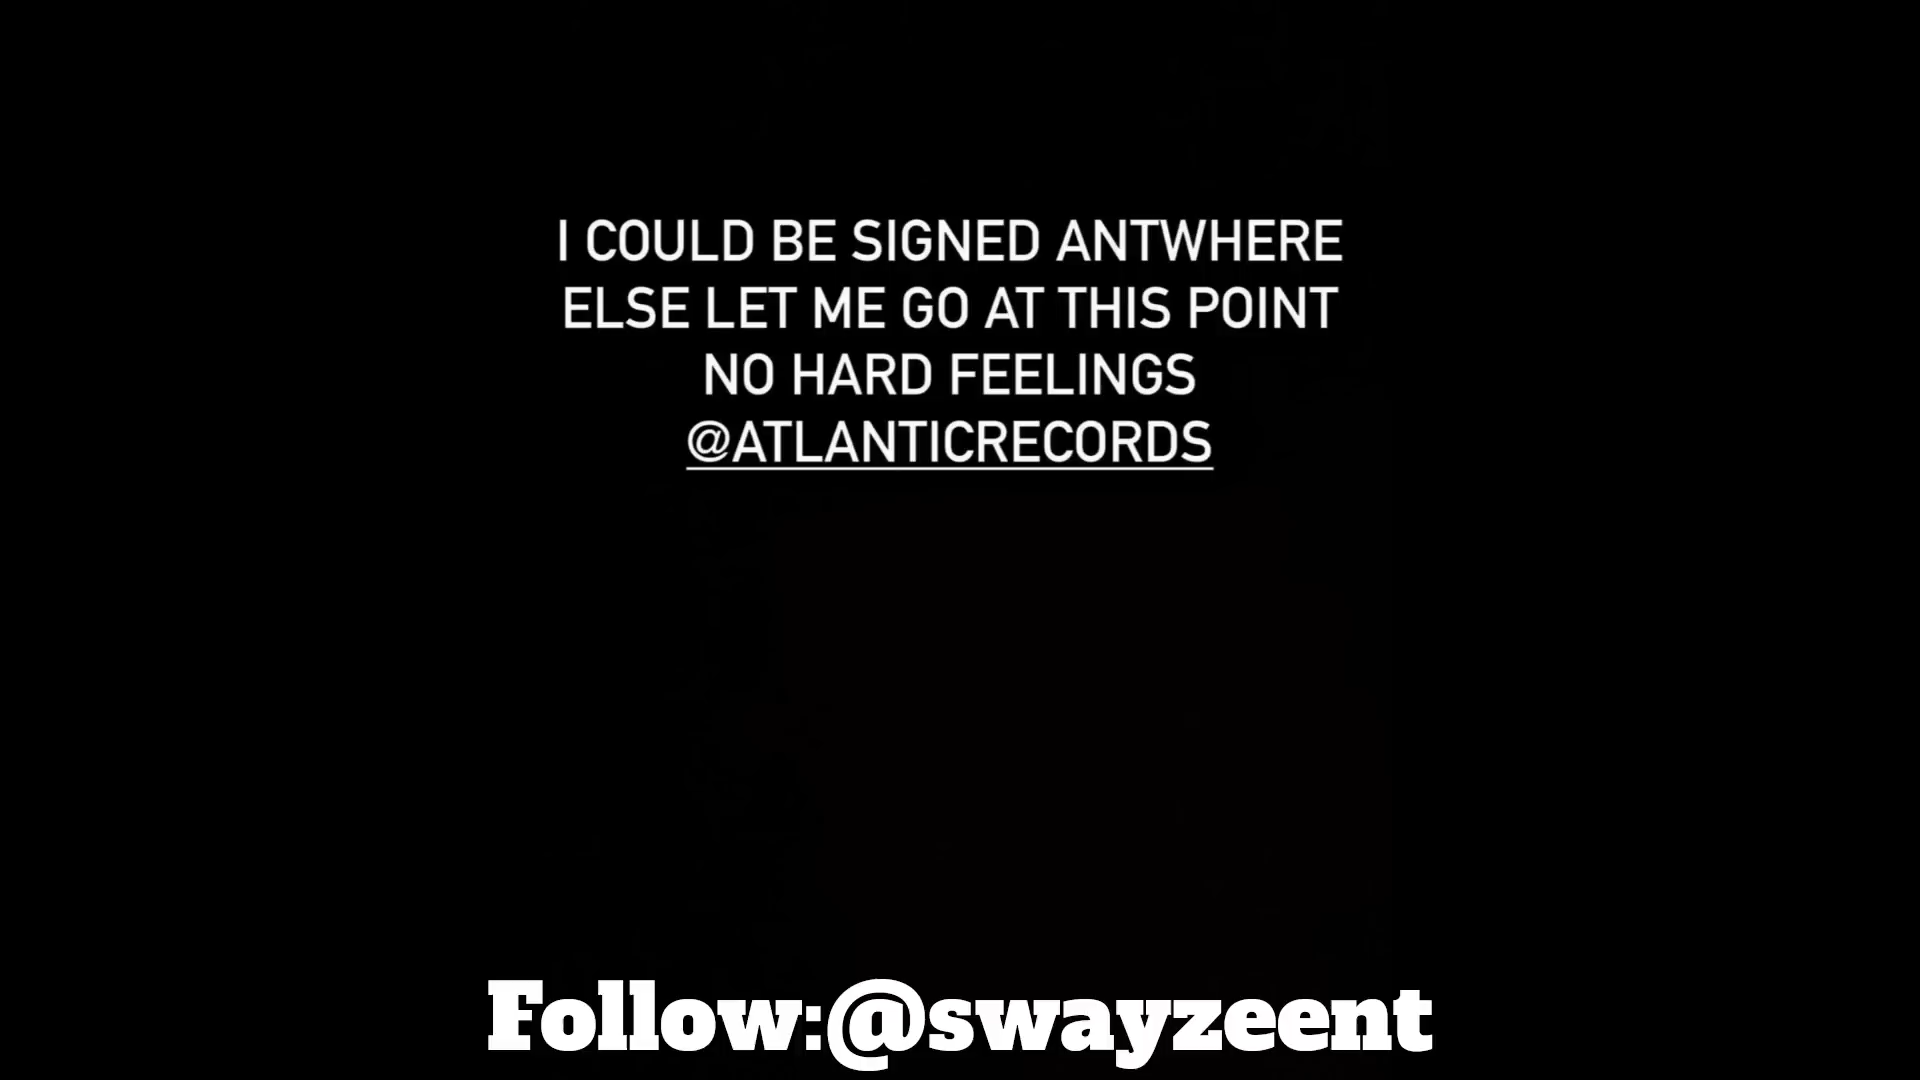 I COULD BE SIGNED ANTWHERE
ELSE LET ME GO AT THIS POINT
NO HARD FEELINGS
@ATLANTICRECORDS
Follow:@swayzeent